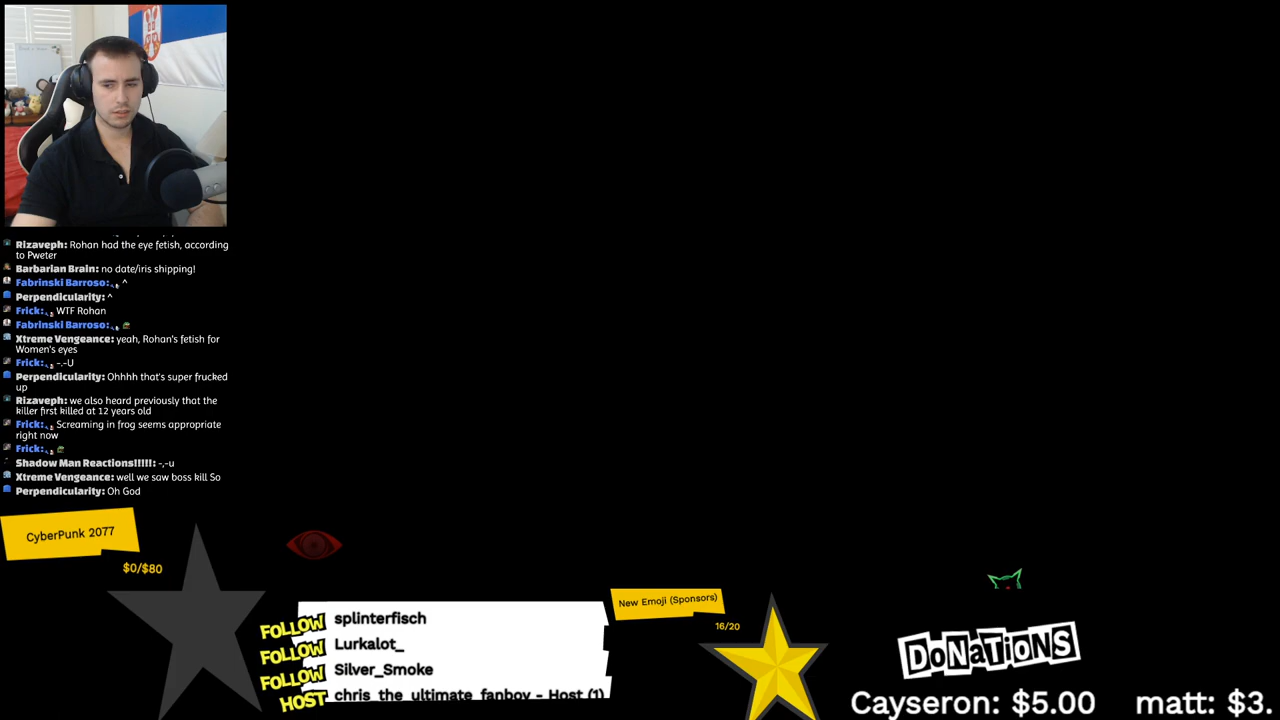 Rizaveph: Rohan had the eye fetish, according
to Pweter
Barbarian Brain: no date/iris shipping!
Fabrinski Barroso: ^
Perpendicularity: ^
Frick: WTF Rohan
Fabrinski Barroso:
Xtreme Vengeance: yeah, Rohan's fetish for
Women's eyes
Frick: -.-U
Perpendicularity: Ohhhh that's super frucked
up
Rizaveph: we also heard previously that the
killer first killed at 12 years old
Frick: Screaming in frog seems appropriate
right now
Frick:
Shadow Man Reactions!!!!!: -,-u
Xtreme Vengeance: well we saw boss kill So
Perpendicularity: Oh God
CyberPunk 2077
$0/$80
FOLLOW splinterfisch
FOLLOW Lurkalot_
FOLLOW Silver_Smoke
HOST chris_the_ultimate_fanboy - Host (1)
New Emoji (Sponsors)
16/20
DoNaTiONS
Cayseron: $5.00 matt: $3.